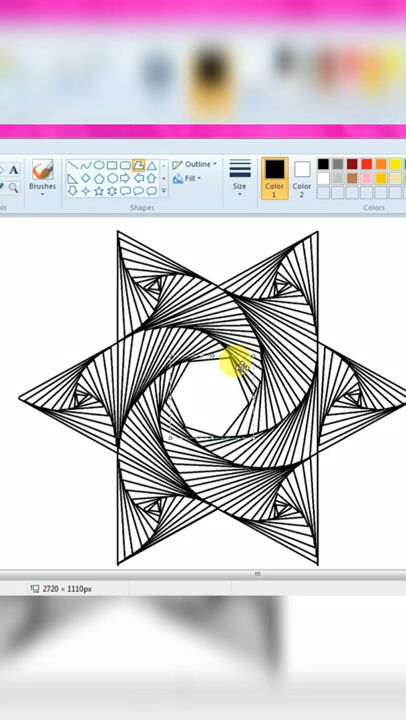 A
Outline
Fill
Brushes
Size
Color
1
Color
2
Shapes
Colors
2720 × 1110px